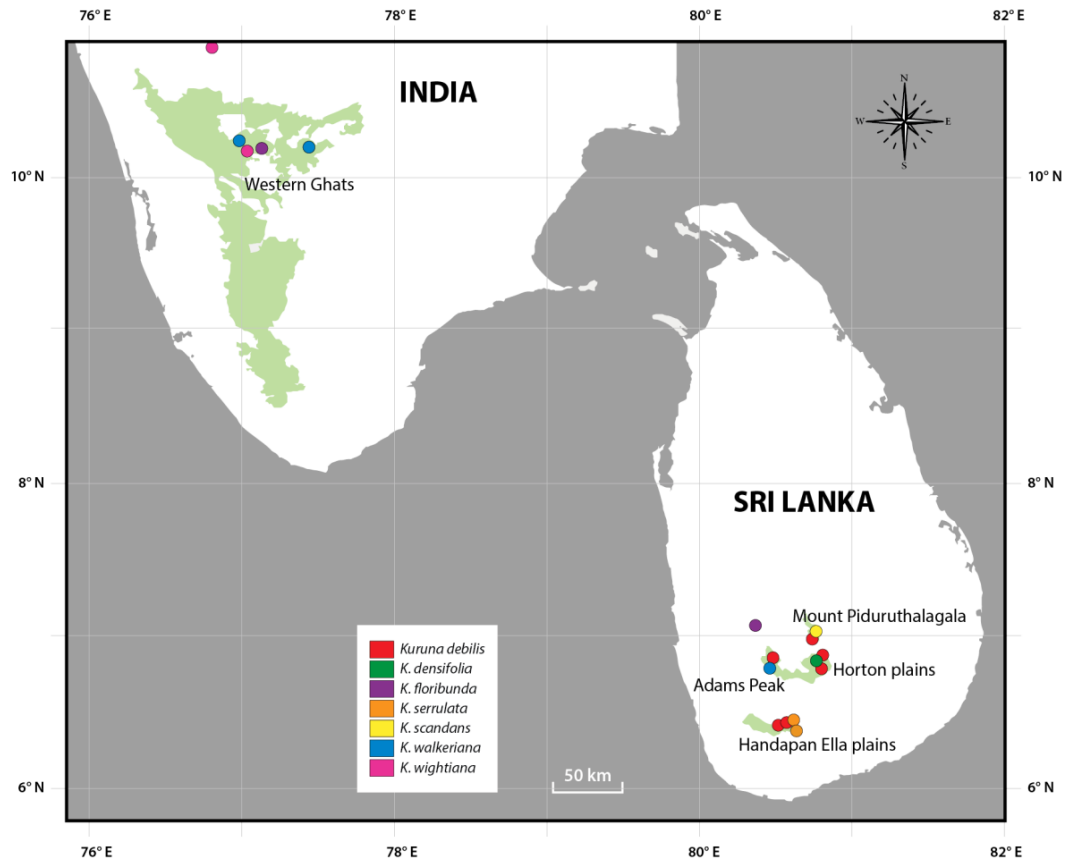 76° E 78° E 80° E 82° E
INDIA
N
W E
S
10° N 10° N
Western Ghats
8° N 8° N
SRI LANKA
Mount Piduruthalagala
Horton plains
Adams Peak
Handapan Ella plains
Kuruna debilis
K. densifolia
K. floribunda
K. serrulata
K. scandans
K. walkeriana
K. wightiana
50 km
6° N 6° N
76° E 78° E 80° E 82° E